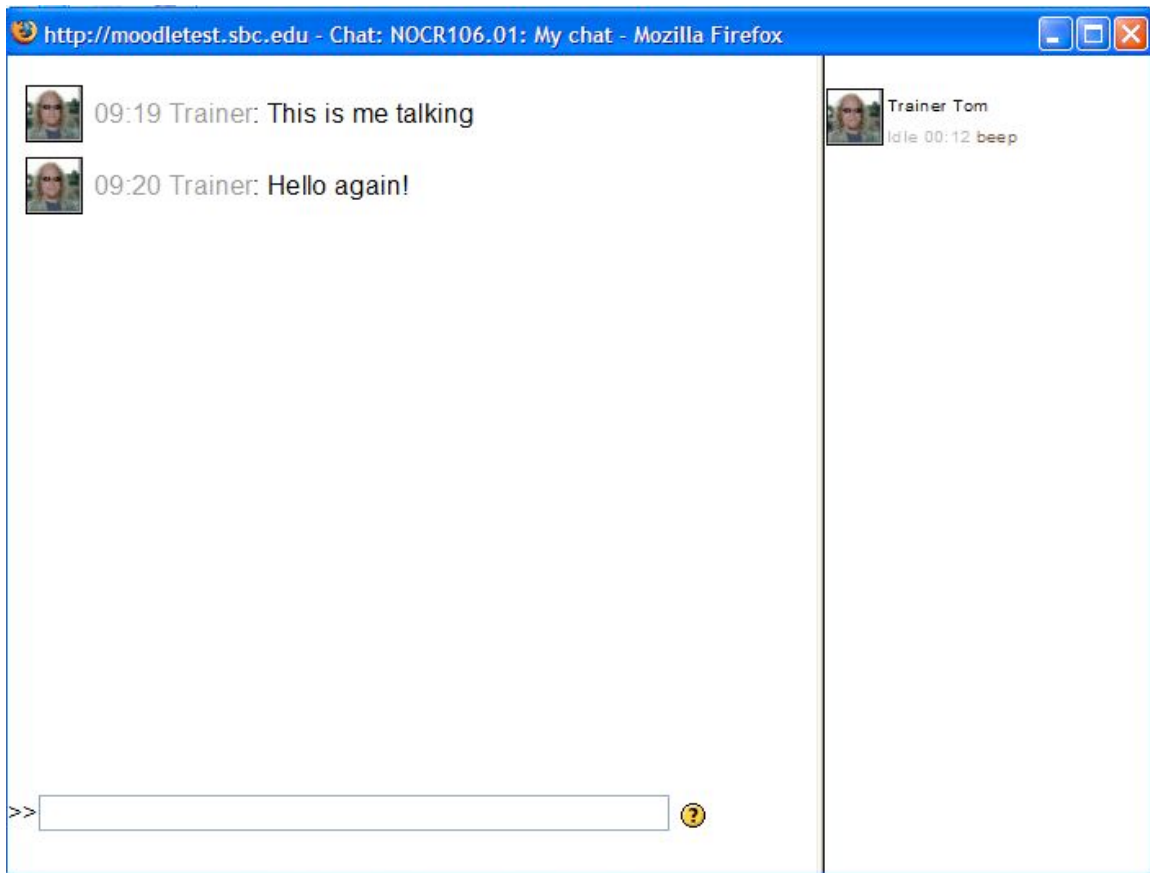 http://moodletest.sbc.edu - Chat: NOCR106.01: My chat - Mozilla Firefox
09:19 Trainer: This is me talking
09:20 Trainer: Hello again!
Trainer Tom
Idle 00:12 beep
>>
?